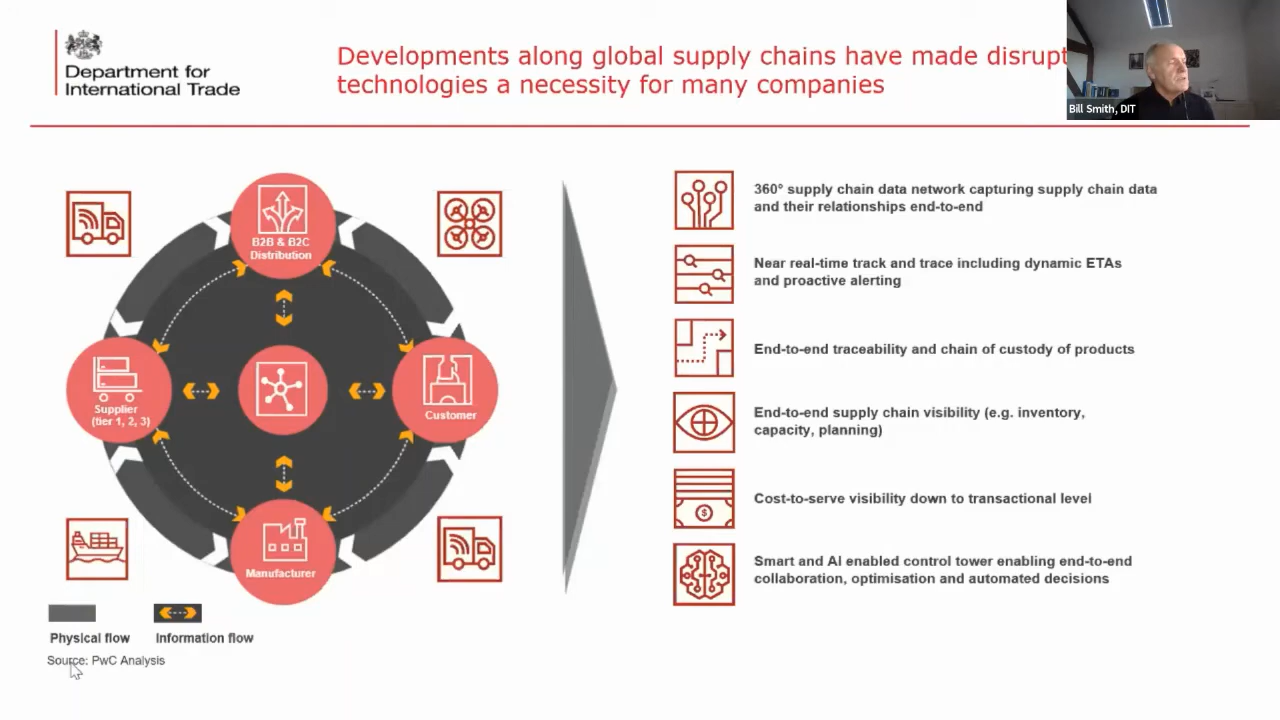 Department for
International Trade
Developments along global supply chains have made disrupt
technologies a necessity for many companies
Bill Smith, DIT
B2B & B2C
Distribution
Supplier
(tier 1, 2, 3)
Customer
Manufacturer
Physical flow
Information flow
Source: PwC Analysis
360° supply chain data network capturing supply chain data
and their relationships end-to-end
Near real-time track and trace including dynamic ETAs
and proactive alerting
End-to-end traceability and chain of custody of products
End-to-end supply chain visibility (e.g. inventory,
capacity, planning)
Cost-to-serve visibility down to transactional level
$
Smart and AI enabled control tower enabling end-to-end
collaboration, optimisation and automated decisions